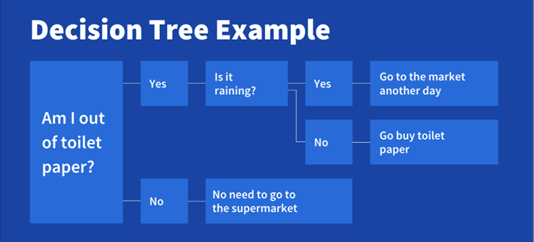 Decision Tree Example
Am I out
of toilet
paper?
Yes
Is it
raining?
Yes
Go to the market
another day
No
Go buy toilet
paper
No
No need to go to
the supermarket